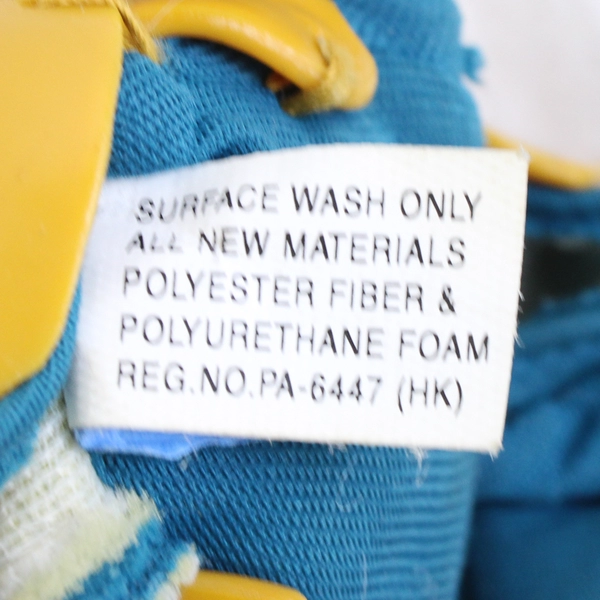 SURFACE WASH ONLY
ALL NEW MATERIALS
POLYESTER FIBER &
POLYURETHANE FOAM
REG.NO.PA-6447 (HK)